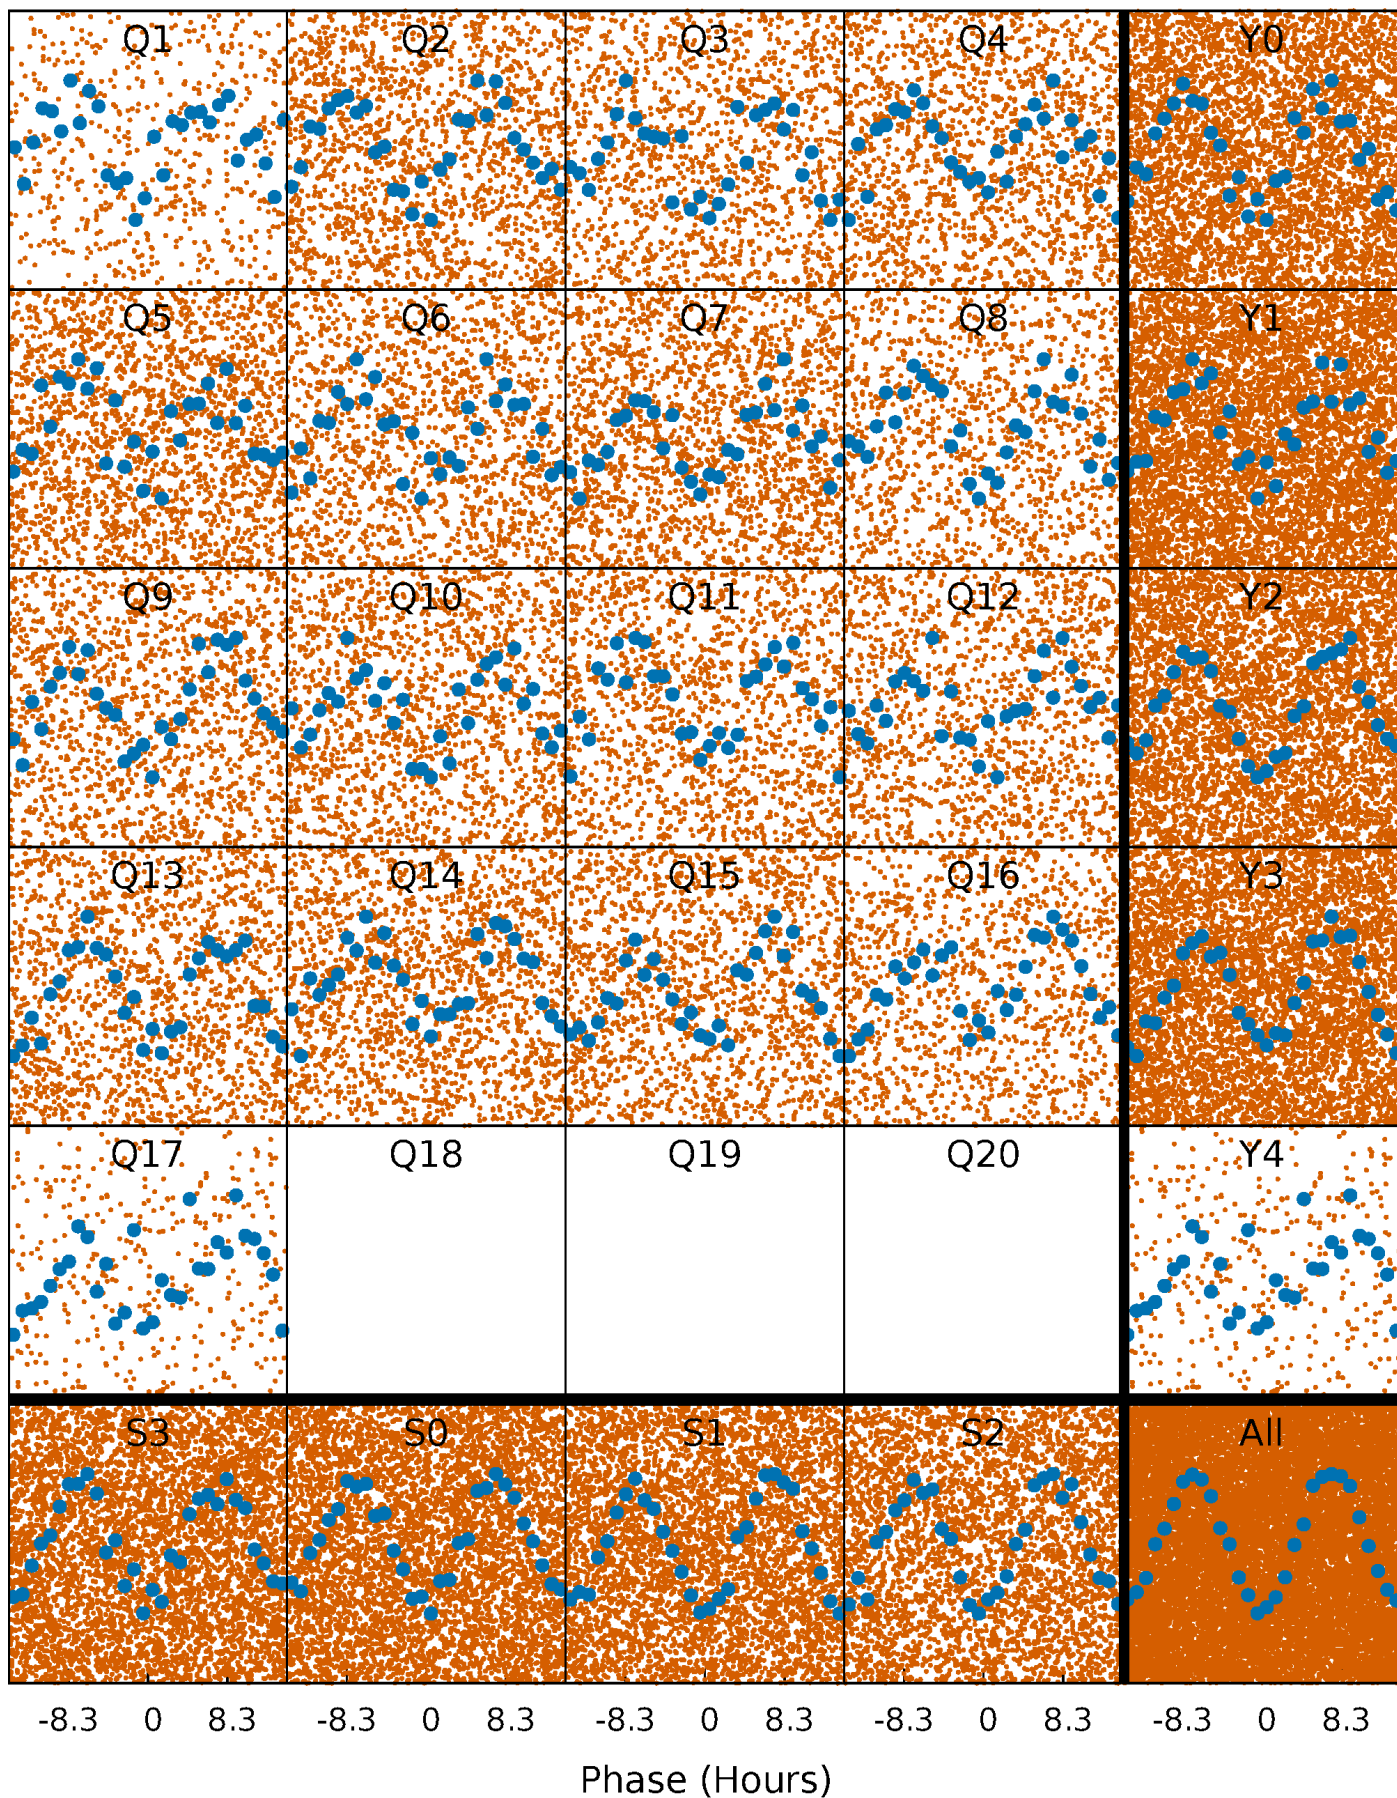 Q1 Q2 Q3 Q4 Y0
Q5 Q6 Q7 Q8 Y1
Q9 Q10 Q11 Q12 Y2
Q13 Q14 Q15 Q16 Y3
Q17 Q18 Q19 Q20 Y4
S3 S0 S1 S2 All
-8.3 0 8.3 -8.3 0 8.3 -8.3 0 8.3 -8.3 0 8.3 -8.3 0 8.3
Phase (Hours)